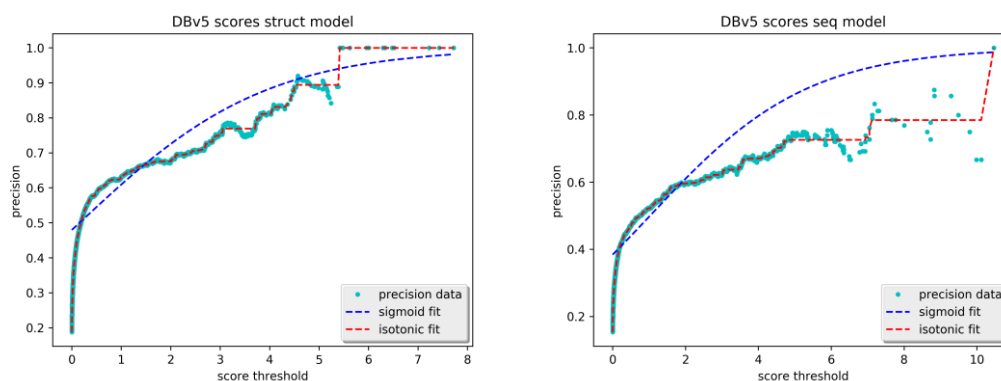 DBv5 scores struct model
1.0
0.9
0.8
0.7
0.6
0.5
0.4
0.3
0.2
precision
0 1 2 3 4 5 6 7 8
score threshold
precision data
sigmoid fit
isotonic fit
DBv5 scores seq model
1.0
0.8
0.6
0.4
0.2
precision
0 2 4 6 8 10
score threshold
precision data
sigmoid fit
isotonic fit